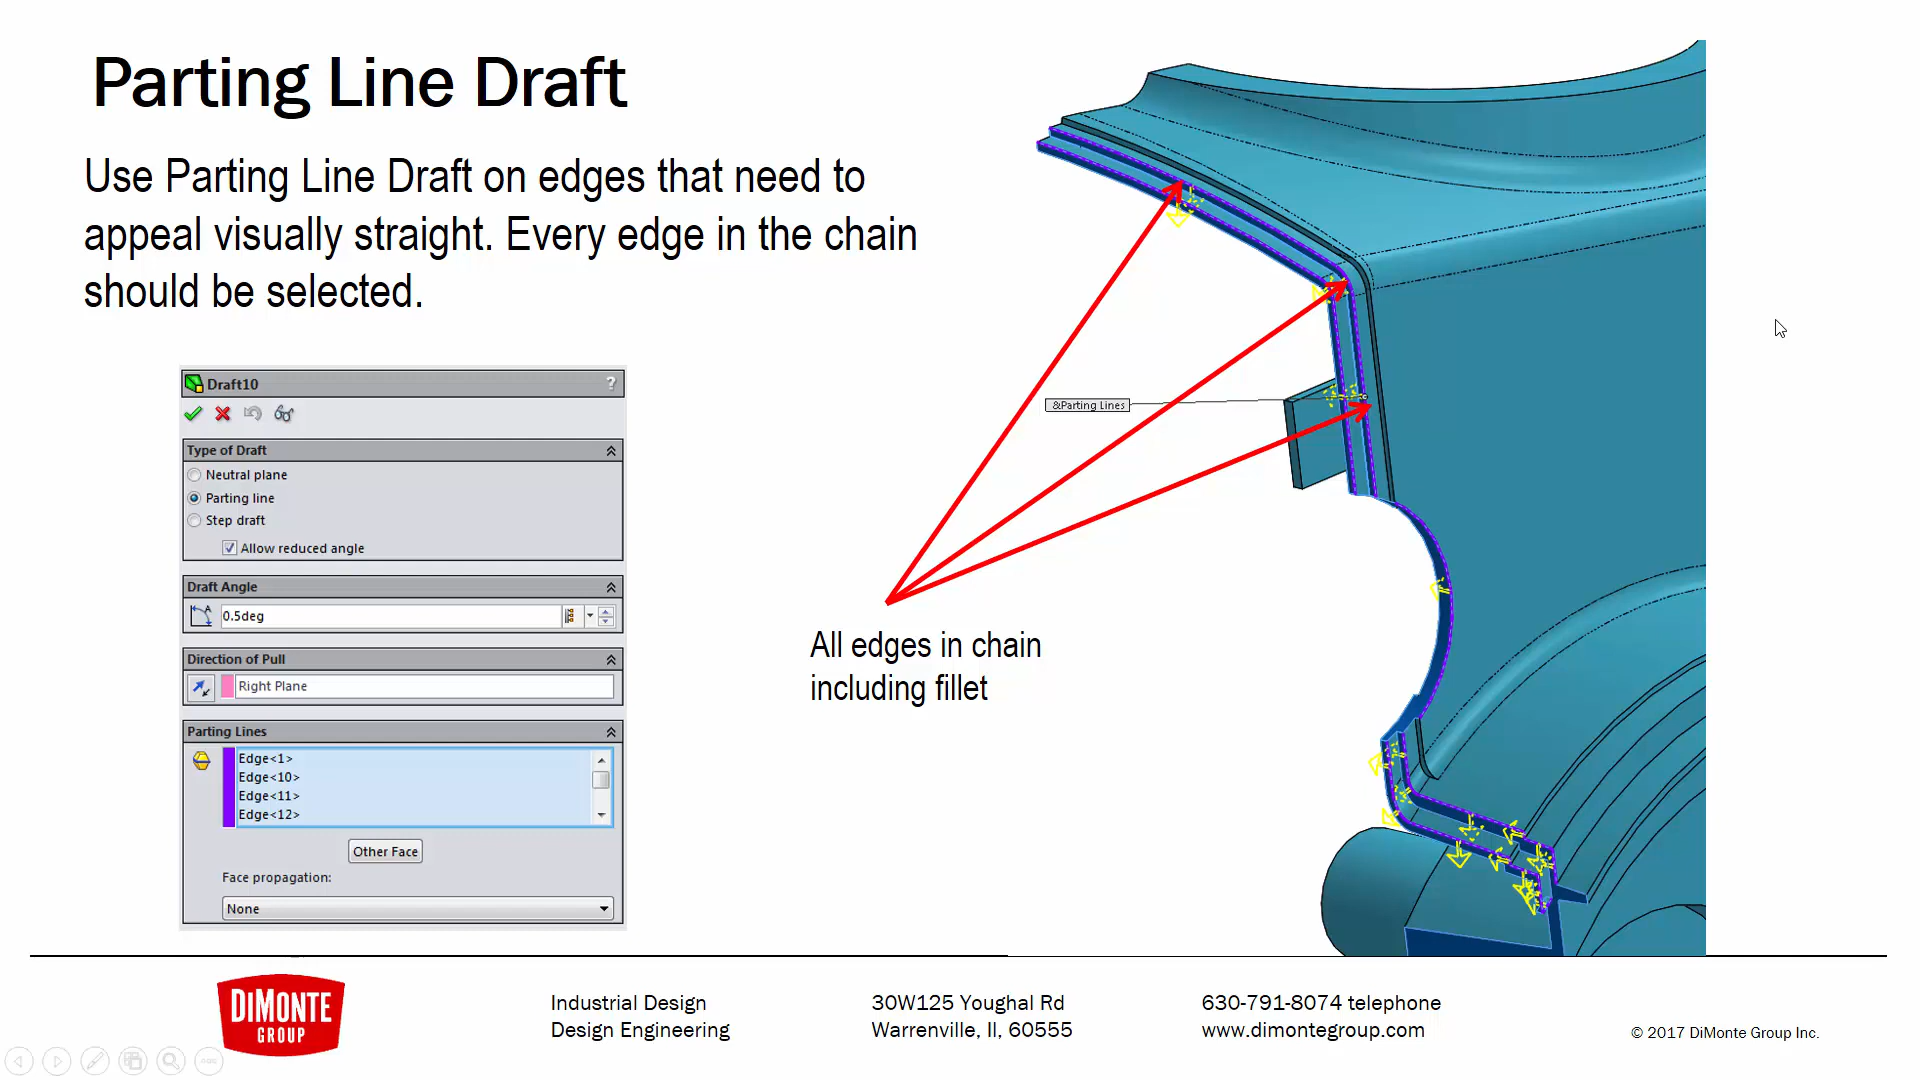 Parting Line Draft
Use Parting Line Draft on edges that need to
appeal visually straight. Every edge in the chain
should be selected.
Draft10
?
Type of Draft
Neutral plane
Parting line
Step draft
Allow reduced angle
Draft Angle
0.5deg
Direction of Pull
Right Plane
Parting Lines
Edge<1>
Edge<10>
Edge<11>
Edge<12>
Other Face
Face propagation:
None
&Parting Lines
All edges in chain
including fillet
DIMONTE
GROUP
Industrial Design
Design Engineering
30W125 Youghal Rd
Warrenville, Il, 60555
630-791-8074 telephone
www.dimontegroup.com
© 2017 DiMonte Group Inc.